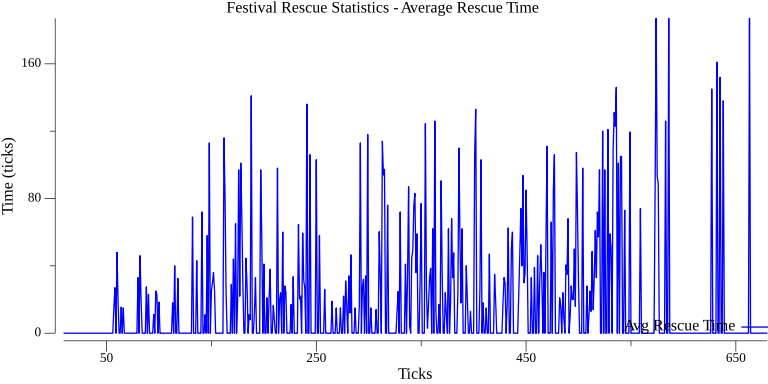 Festival Rescue Statistics - Average Rescue Time
Time (ticks)
160
80
0
Avg Rescue Time
50 250 450 650
Ticks